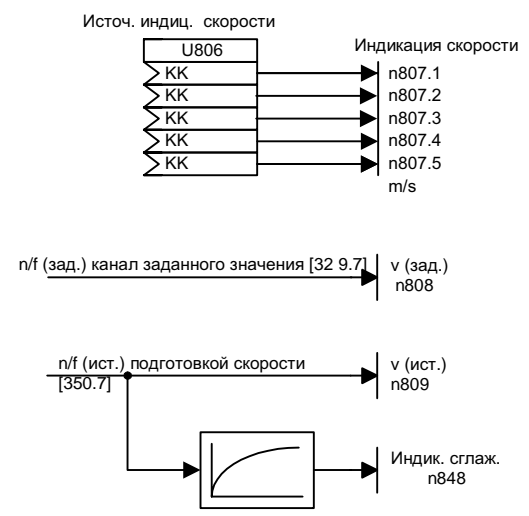 Источ. индиц. скорости
U806
Индикация скорости
KK n807.1
KK n807.2
KK n807.3
KK n807.4
KK n807.5
m/s
n/f (зад.) канал заданного значения [32 9.7] v (зад.)
n808
n/f (ист.) подготовкой скорости v (ист.)
[350.7] n809
Индик. сглаж.
n848